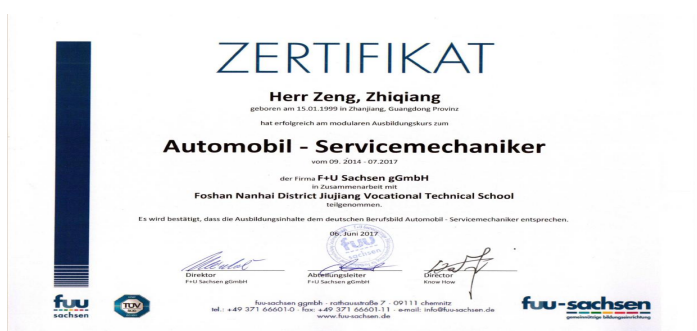 ZERTIFIKAT
Herr Zeng, Zhiqiang
geboren am 15.01.1999 in Zhanjiang, Guangdong Provinz
hat erfolgreich am modularen Ausbildungskurs zum
Automobil - Servicemechaniker
vom 09. 2014 - 07.2017
der Firma F+U Sachsen gGmbH
in Zusammenarbeit mit
Foshan Nanhai District Jiujiang Vocational Technical School
teilgenommen.
Es wird bestätigt, dass die Ausbildungsinhalte dem deutschen Berufsbild Automobil - Servicemechaniker entsprechen.
06. Juni 2017
fuu
Direktor Abteilungsleiter Director
F+U Sachsen gGmbH F+U Sachsen gGmbH Know How
fuu
sachsen
TÜV
fuu-sachsen ggmbh · rathausstraße 7 · 09111 chemnitz
tel.: +49 371 66601-0 · fax: +49 371 66601-11 · e-mail: info@fuu-sachsen.de
www.fuu-sachsen.de
fuu-sachsen
gemeinnützige bildungseinrichtung